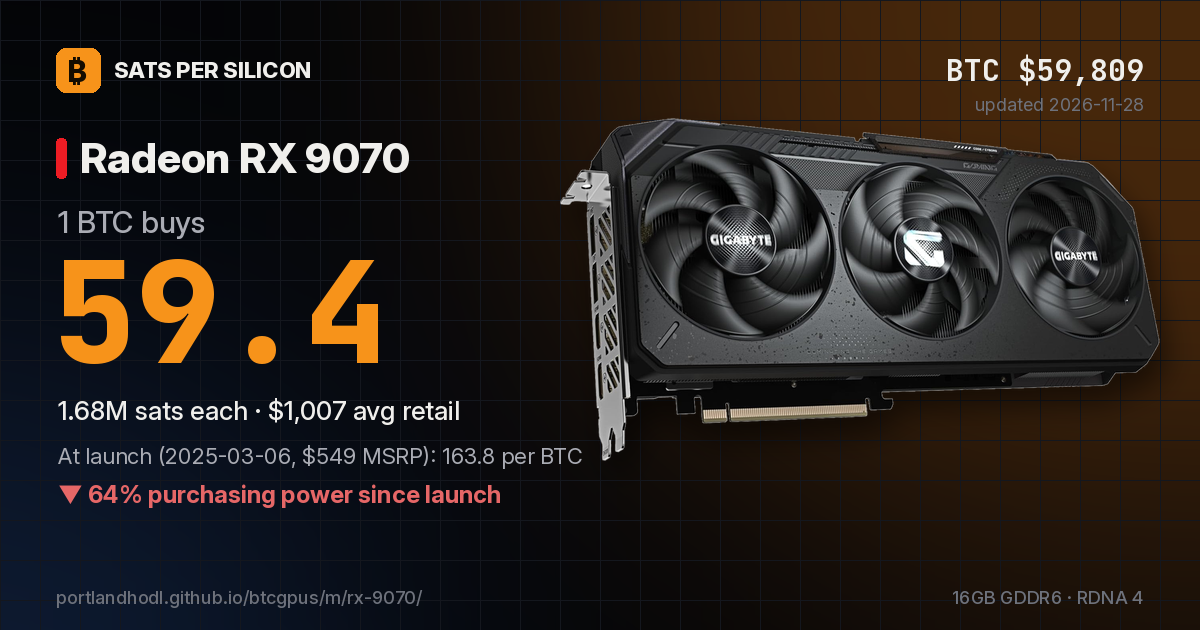 SATS PER SILICON
BTC $59,809
updated 2026-11-28
Radeon RX 9070
1 BTC buys
59.4
1.68M sats each · $1,007 avg retail
At launch (2025-03-06, $549 MSRP): 163.8 per BTC
▼ 64% purchasing power since launch
GIGABYTE
GIGABYTE
GAMING
portlandhodl.github.io/btcgpus/m/rx-9070/
16GB GDDR6 · RDNA 4